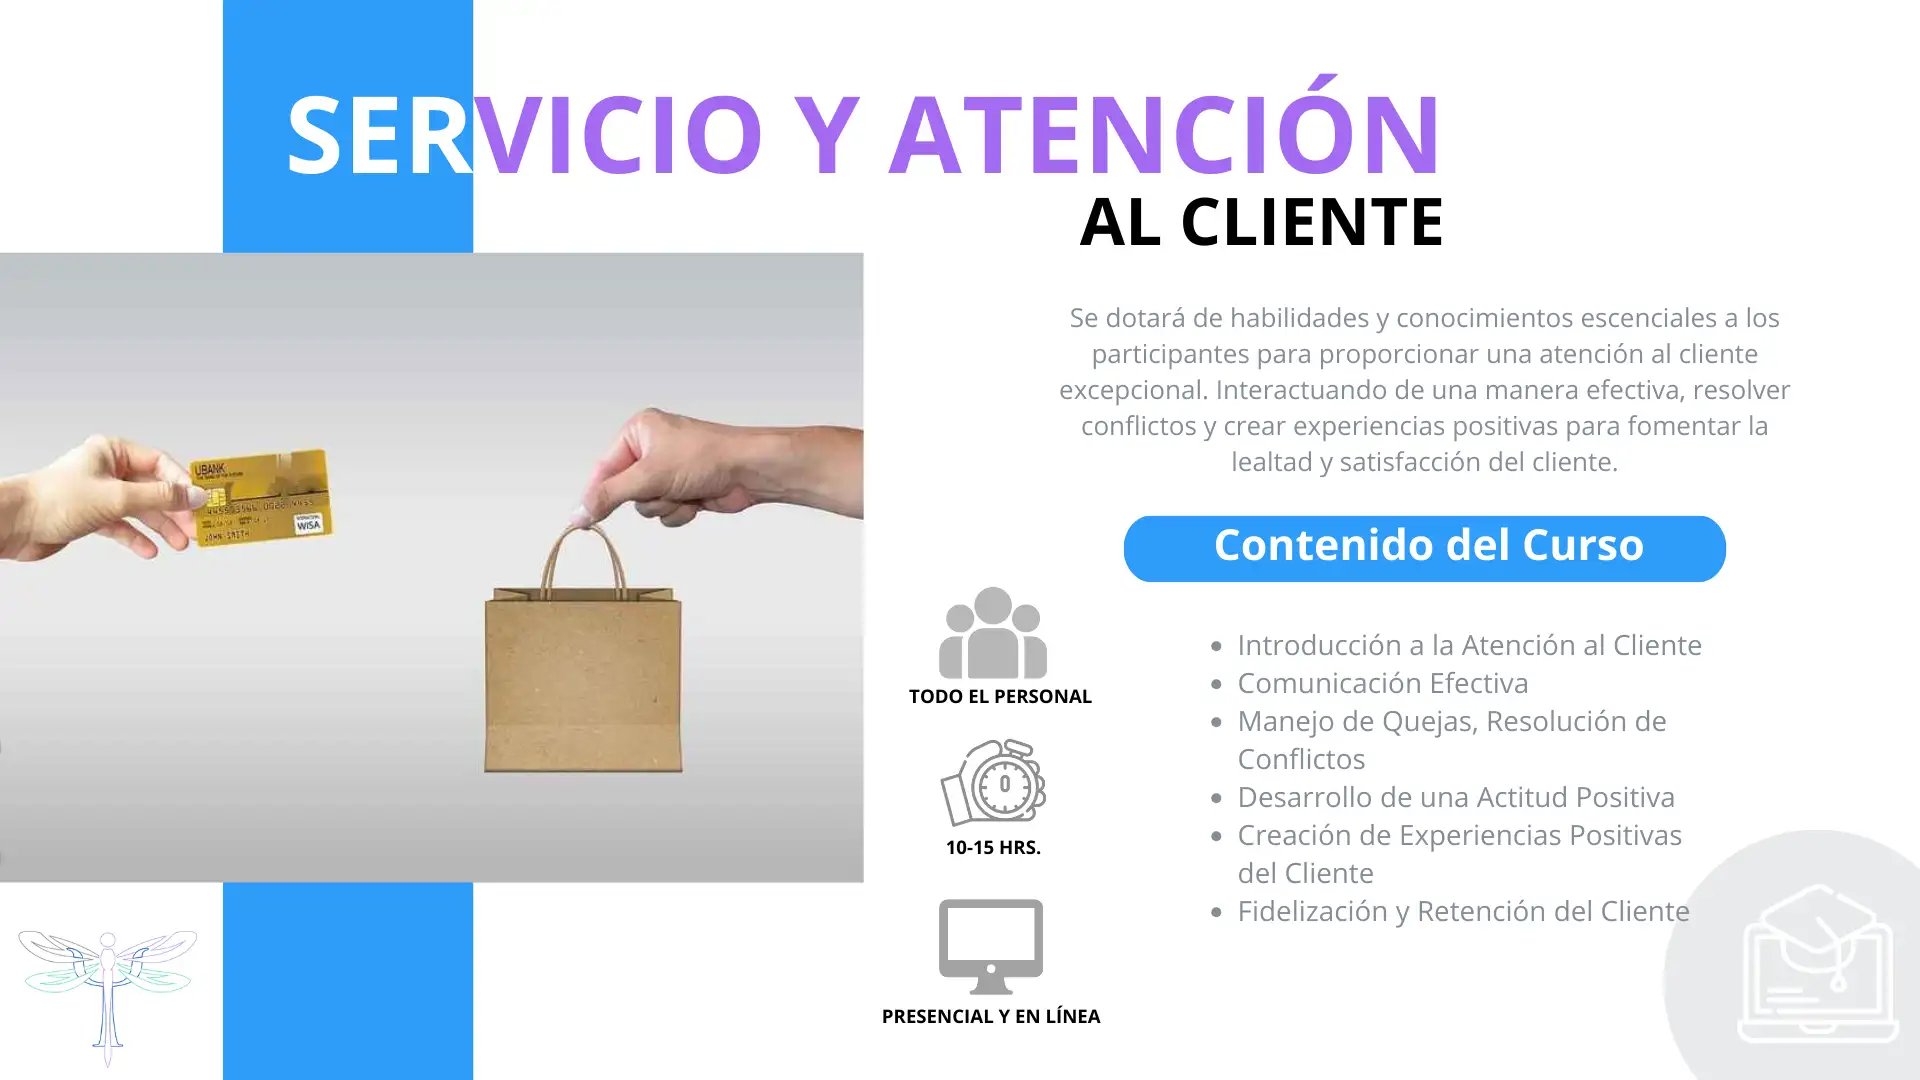 SERVICIO Y ATENCIÓN
AL CLIENTE
Se dotará de habilidades y conocimientos escenciales a los
participantes para proporcionar una atención al cliente
excepcional. Interactuando de una manera efectiva, resolver
conflictos y crear experiencias positivas para fomentar la
lealtad y satisfacción del cliente.
UBANK
WISA
JOHN SMITH
Contenido del Curso
TODO EL PERSONAL
10-15 HRS.
PRESENCIAL Y EN LÍNEA
• Introducción a la Atención al Cliente
• Comunicación Efectiva
• Manejo de Quejas, Resolución de
Conflictos
• Desarrollo de una Actitud Positiva
• Creación de Experiencias Positivas
del Cliente
• Fidelización y Retención del Cliente